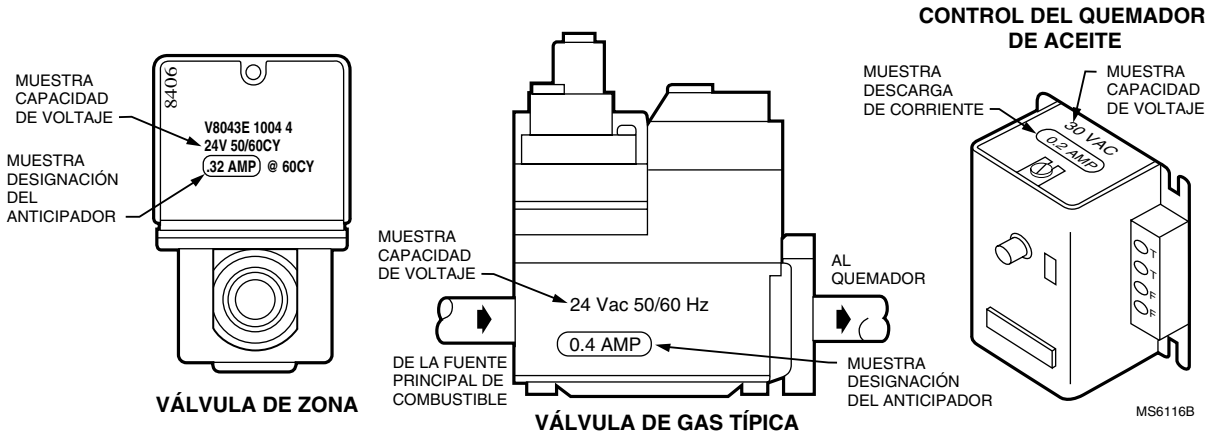 MUESTRA
CAPACIDAD
DE VOLTAJE
MUESTRA
DESIGNACIÓN
DEL
ANTICIPADOR
8406
V8043E 1004 4
24V 50/60CY
.32 AMP @ 60CY
VÁLVULA DE ZONA
MUESTRA
CAPACIDAD
DE VOLTAJE
24 Vac 50/60 Hz
0.4 AMP
DE LA FUENTE
PRINCIPAL DE
COMBUSTIBLE
AL
QUEMADOR
MUESTRA
DESIGNACIÓN
DEL ANTICIPADOR
VÁLVULA DE GAS TÍPICA
CONTROL DEL QUEMADOR
DE ACEITE
MUESTRA
DESCARGA
DE CORRIENTE
MUESTRA
CAPACIDAD
DE VOLTAJE
30 VAC
0.2 AMP
T
T
F
F
MS6116B